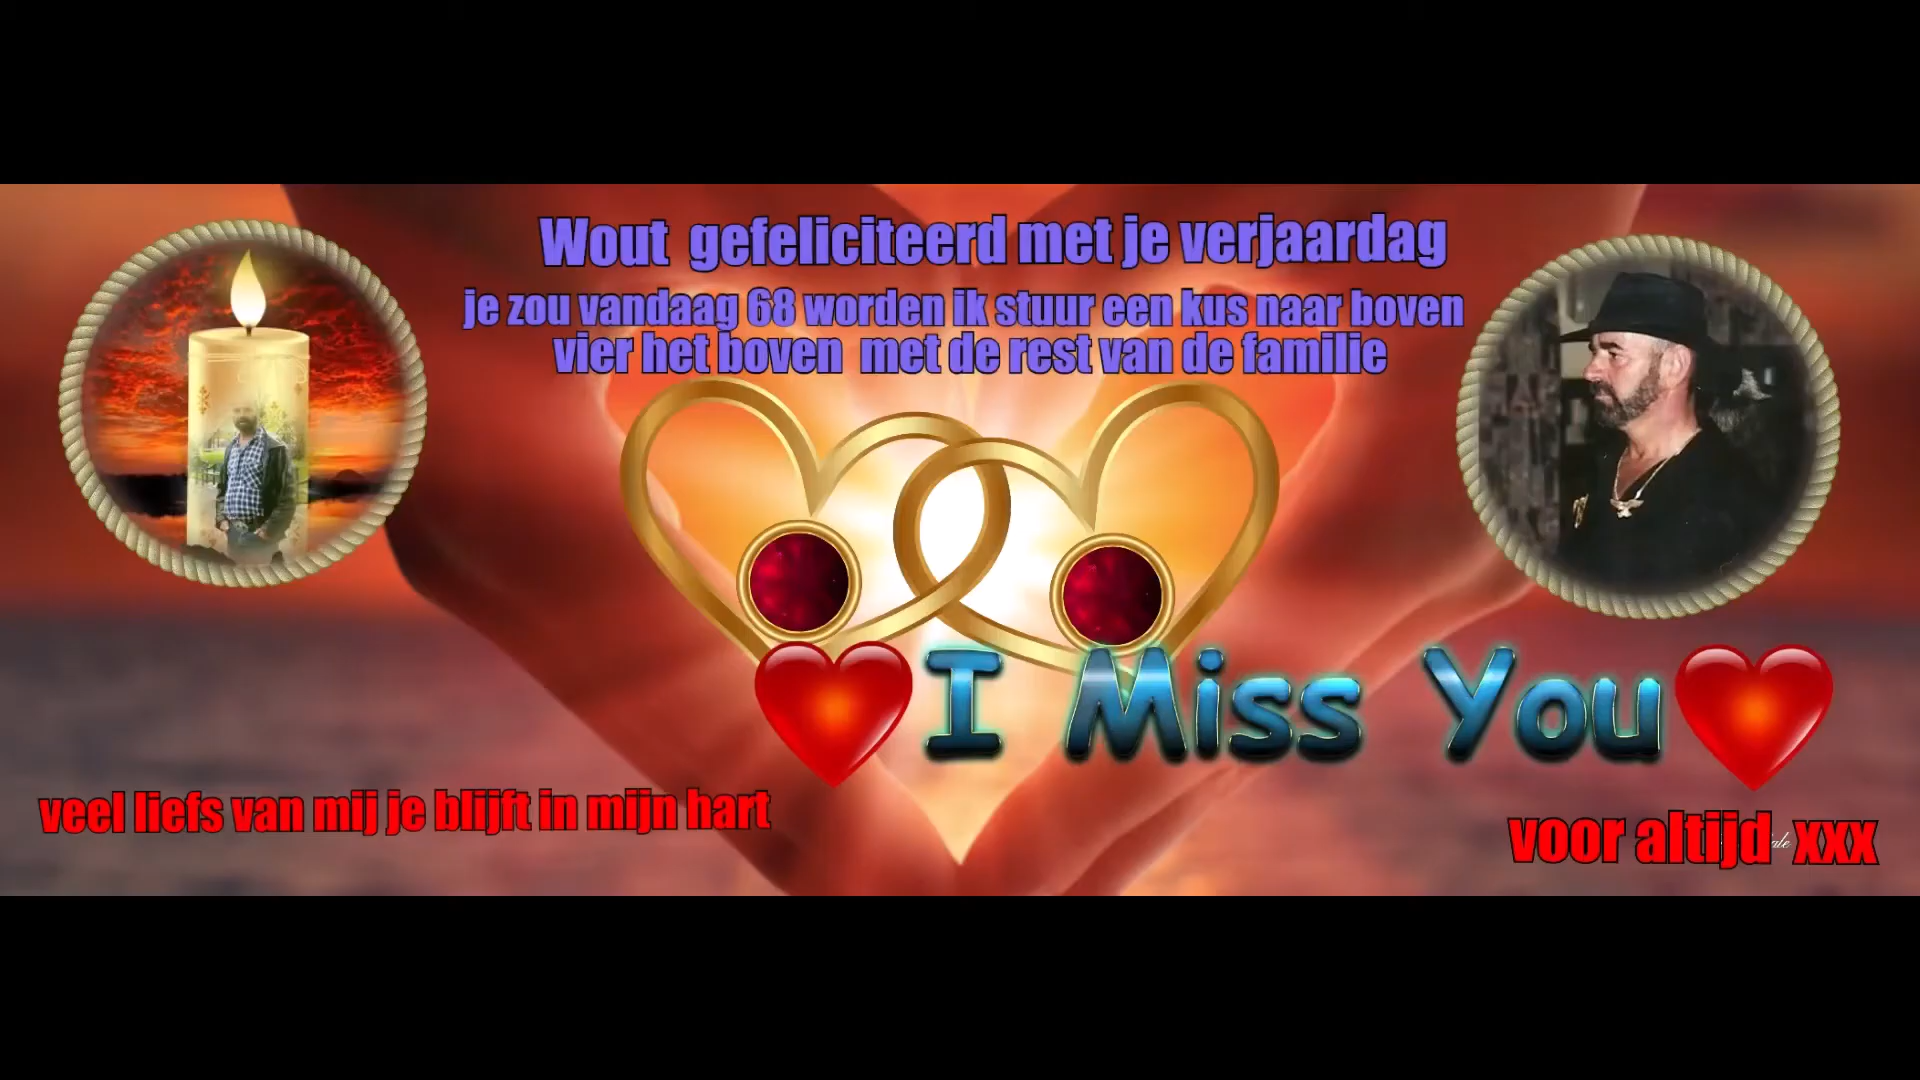 Wout gefeliciteerd met je verjaardag
je zou vandaag 68 worden ik stuur een kus naar boven
vier het boven met de rest van de familie
I Miss You
veel liefs van mij je blijft in mijn hart
voor altijd xxx